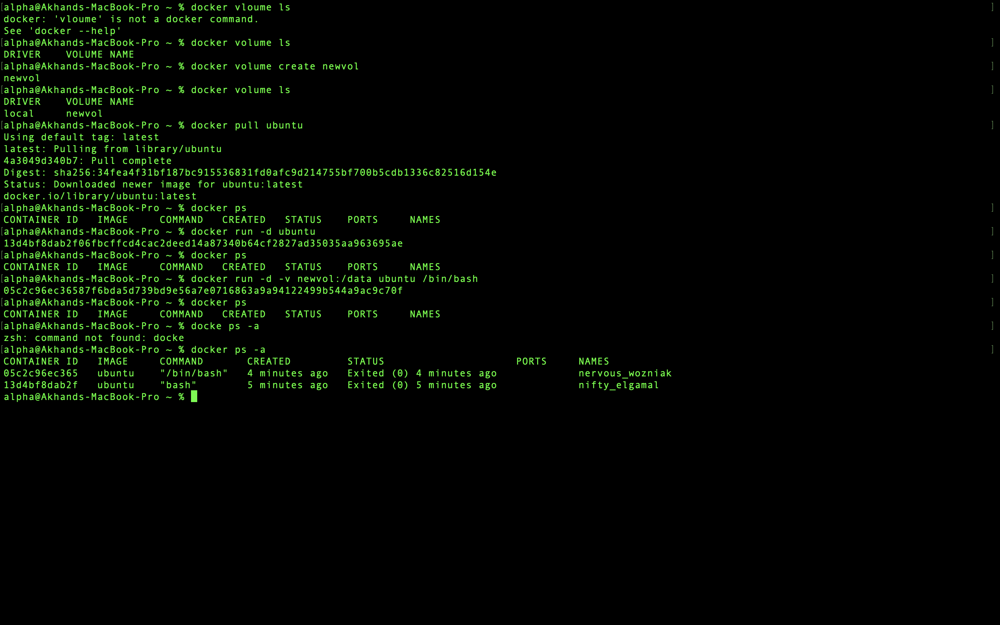 [alpha@Akhands-MacBook-Pro ~ % docker vloume ls ]
docker: 'vloume' is not a docker command.
See 'docker --help'
[alpha@Akhands-MacBook-Pro ~ % docker volume ls ]
DRIVER    VOLUME NAME
[alpha@Akhands-MacBook-Pro ~ % docker volume create newvol ]
newvol
[alpha@Akhands-MacBook-Pro ~ % docker volume ls ]
DRIVER    VOLUME NAME
local     newvol
[alpha@Akhands-MacBook-Pro ~ % docker pull ubuntu ]
Using default tag: latest
latest: Pulling from library/ubuntu
4a3049d340b7: Pull complete
Digest: sha256:34fea4f31bf187bc915536831fd0afc9d214755bf700b5cdb1336c82516d154e
Status: Downloaded newer image for ubuntu:latest
docker.io/library/ubuntu:latest
[alpha@Akhands-MacBook-Pro ~ % docker ps ]
CONTAINER ID   IMAGE     COMMAND   CREATED   STATUS    PORTS     NAMES
[alpha@Akhands-MacBook-Pro ~ % docker run -d ubuntu ]
13d4bf8dab2f06fbcffcd4cac2deed14a87340b64cf2827ad35035aa963695ae
[alpha@Akhands-MacBook-Pro ~ % docker ps ]
CONTAINER ID   IMAGE     COMMAND   CREATED   STATUS    PORTS     NAMES
[alpha@Akhands-MacBook-Pro ~ % docker run -d -v newvol:/data ubuntu /bin/bash ]
05c2c96ec36587f6bda5d739bd9e56a7e0716863a9a94122499b544a9ac9c70f
[alpha@Akhands-MacBook-Pro ~ % docker ps ]
CONTAINER ID   IMAGE     COMMAND   CREATED   STATUS    PORTS     NAMES
[alpha@Akhands-MacBook-Pro ~ % docke ps -a ]
zsh: command not found: docke
[alpha@Akhands-MacBook-Pro ~ % docker ps -a ]
CONTAINER ID   IMAGE     COMMAND       CREATED         STATUS                     PORTS     NAMES
05c2c96ec365   ubuntu    "/bin/bash"   4 minutes ago   Exited (0) 4 minutes ago             nervous_wozniak
13d4bf8dab2f   ubuntu    "bash"        5 minutes ago   Exited (0) 5 minutes ago             nifty_elgamal
alpha@Akhands-MacBook-Pro ~ %